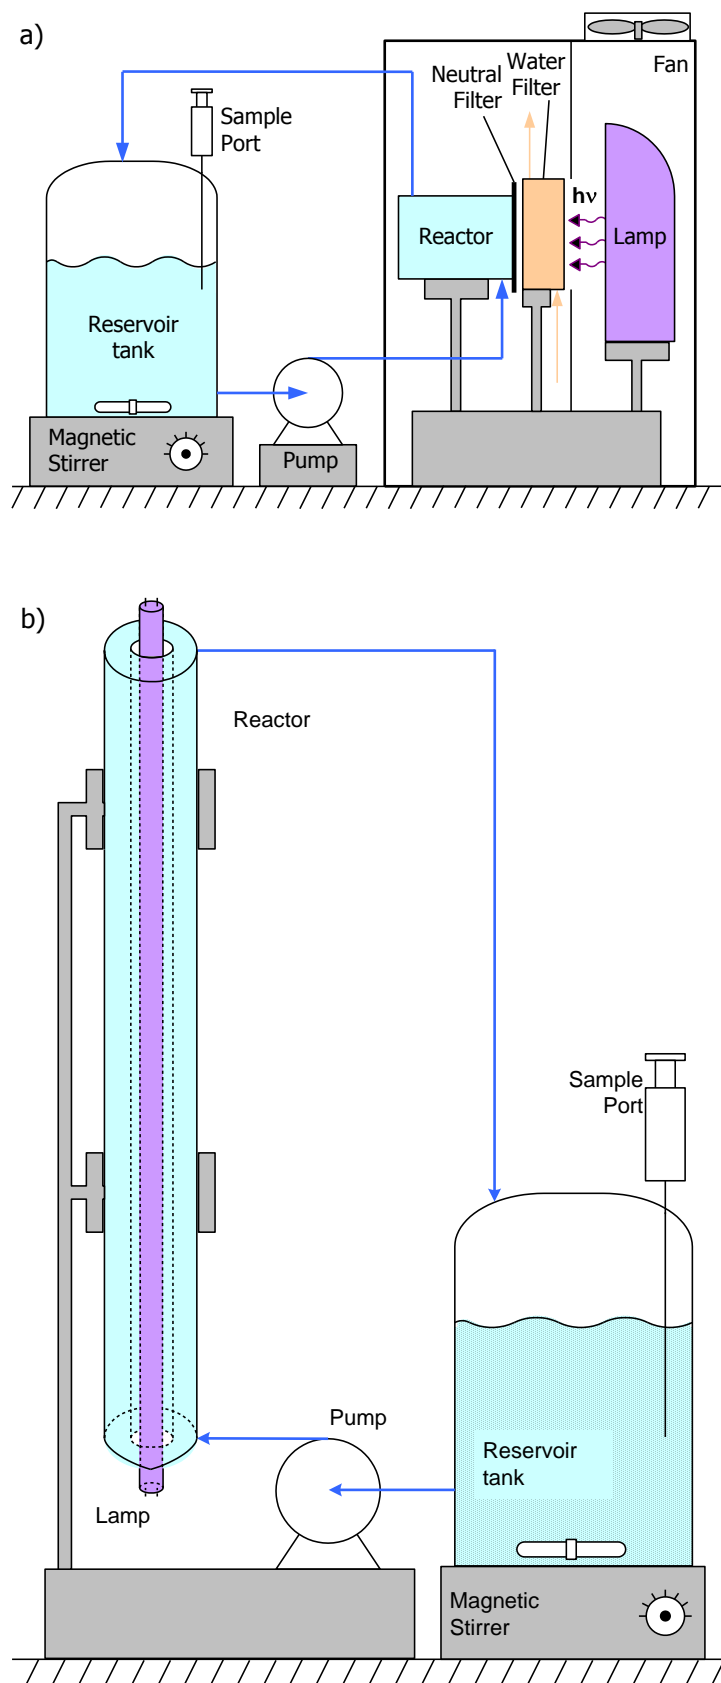 a)
Fan
Water
Filter
Neutral
Filter
Sample
Port
hν
Reactor
Lamp
Reservoir
tank
Magnetic
Stirrer
Pump
b)
Reactor
Sample
Port
Pump
Reservoir
tank
Lamp
Magnetic
Stirrer